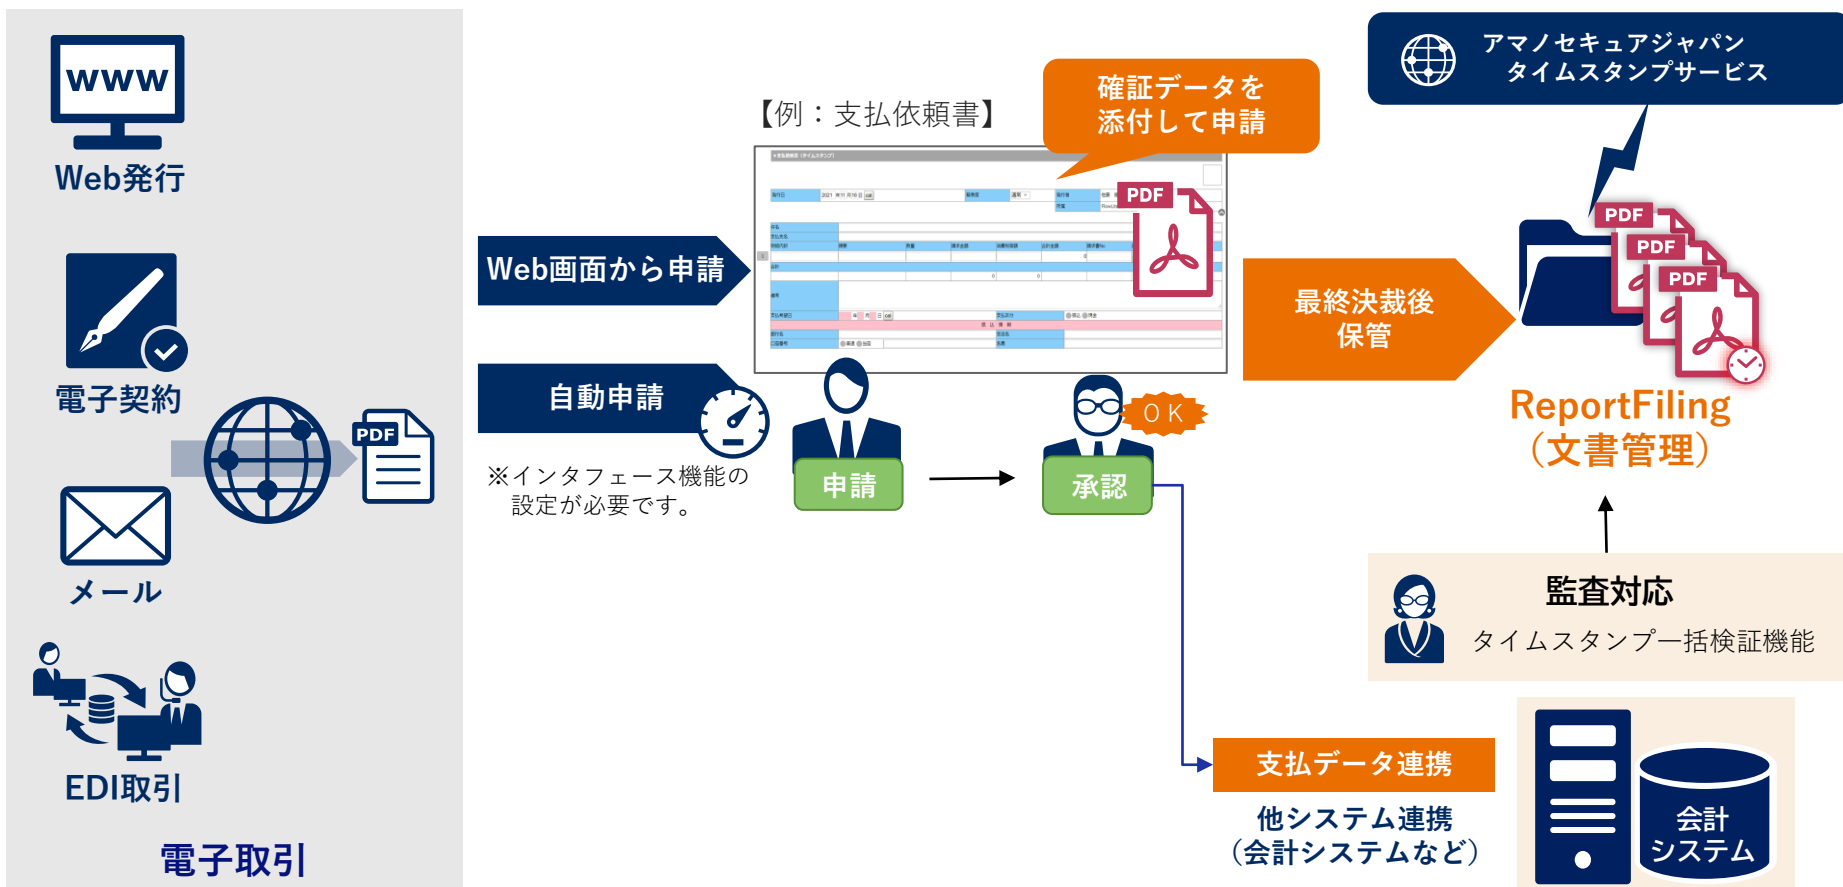 www
Web発行
電子契約
メール
EDI取引
電子取引
PDF
Web画面から申請
自動申請
※インタフェース機能の
設定が必要です。
【例：支払依頼書】
確証データを
添付して申請
PDF
申請
承認
OK
最終決裁後
保管
アマノセキュアジャパン
タイムスタンプサービス
PDF
PDF
PDF
ReportFiling
（文書管理）
監査対応
タイムスタンプ一括検証機能
支払データ連携
他システム連携
（会計システムなど）
会計
システム